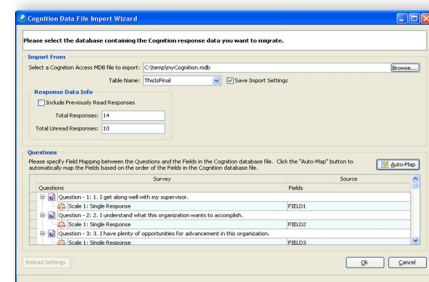 Cognition Data File Import Wizard
Please select the database containing the Cognition response data you want to migrate.
Import From
Select a Cognition Access MDB file to import: C:\temp\myCognition.mdb Browse...
Table Name: ThisIsFinal Save Import Settings
Response Data Info
Include Previously Read Responses
Total Responses: 14
Total Unread Responses: 10
Questions
Please specify Field Mapping between the Questions and the Fields in the Cognition database file. Click the "Auto-Map" button to
automatically map the Fields based on the order of the Fields in the Cognition database file.
Auto-Map
Survey Source
Questions Fields
Question - 1: 1. I get along well with my supervisor.
Scale 1: Single Response FIELD1
Question - 2: 2. I understand what this organization wants to accomplish.
Scale 1: Single Response FIELD2
Question - 3: 3. I have plenty of opportunities for advancement in this organization.
Scale 1: Single Response FIELD3
Reload Settings Ok Cancel